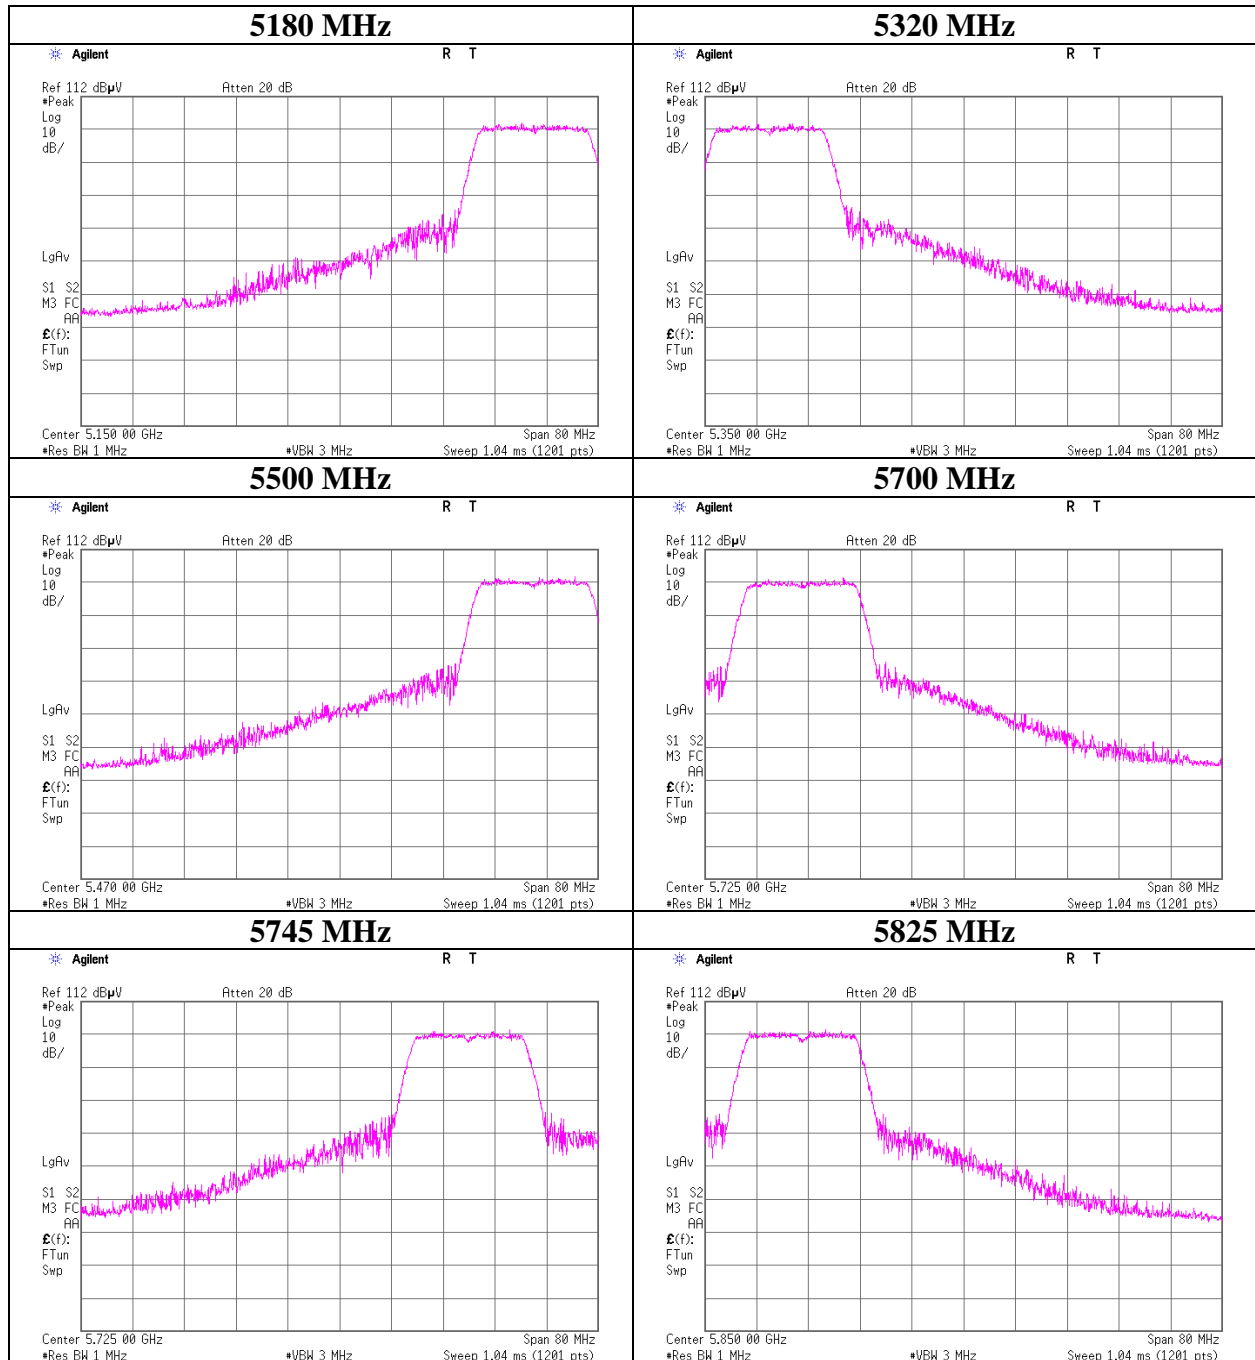 5180 MHz
5320 MHz
Agilent R T
Ref 112 dBµV Atten 20 dB
#Peak
Log
10
dB/
LgAv
S1 S2
M3 FC
AA
£(f):
FTun
Swp
Center 5.150 00 GHz Span 80 MHz
#Res BW 1 MHz #VBW 3 MHz Sweep 1.04 ms (1201 pts)
Agilent R T
Ref 112 dBµV Atten 20 dB
#Peak
Log
10
dB/
LgAv
S1 S2
M3 FC
AA
£(f):
FTun
Swp
Center 5.350 00 GHz Span 80 MHz
#Res BW 1 MHz #VBW 3 MHz Sweep 1.04 ms (1201 pts)
5500 MHz
5700 MHz
Agilent R T
Ref 112 dBµV Atten 20 dB
#Peak
Log
10
dB/
LgAv
S1 S2
M3 FC
AA
£(f):
FTun
Swp
Center 5.470 00 GHz Span 80 MHz
#Res BW 1 MHz #VBW 3 MHz Sweep 1.04 ms (1201 pts)
Agilent R T
Ref 112 dBµV Atten 20 dB
#Peak
Log
10
dB/
LgAv
S1 S2
M3 FC
AA
£(f):
FTun
Swp
Center 5.725 00 GHz Span 80 MHz
#Res BW 1 MHz #VBW 3 MHz Sweep 1.04 ms (1201 pts)
5745 MHz
5825 MHz
Agilent R T
Ref 112 dBµV Atten 20 dB
#Peak
Log
10
dB/
LgAv
S1 S2
M3 FC
AA
£(f):
FTun
Swp
Center 5.725 00 GHz Span 80 MHz
#Res BW 1 MHz #VBW 3 MHz Sweep 1.04 ms (1201 pts)
Agilent R T
Ref 112 dBµV Atten 20 dB
#Peak
Log
10
dB/
LgAv
S1 S2
M3 FC
AA
£(f):
FTun
Swp
Center 5.850 00 GHz Span 80 MHz
#Res BW 1 MHz #VBW 3 MHz Sweep 1.04 ms (1201 pts)